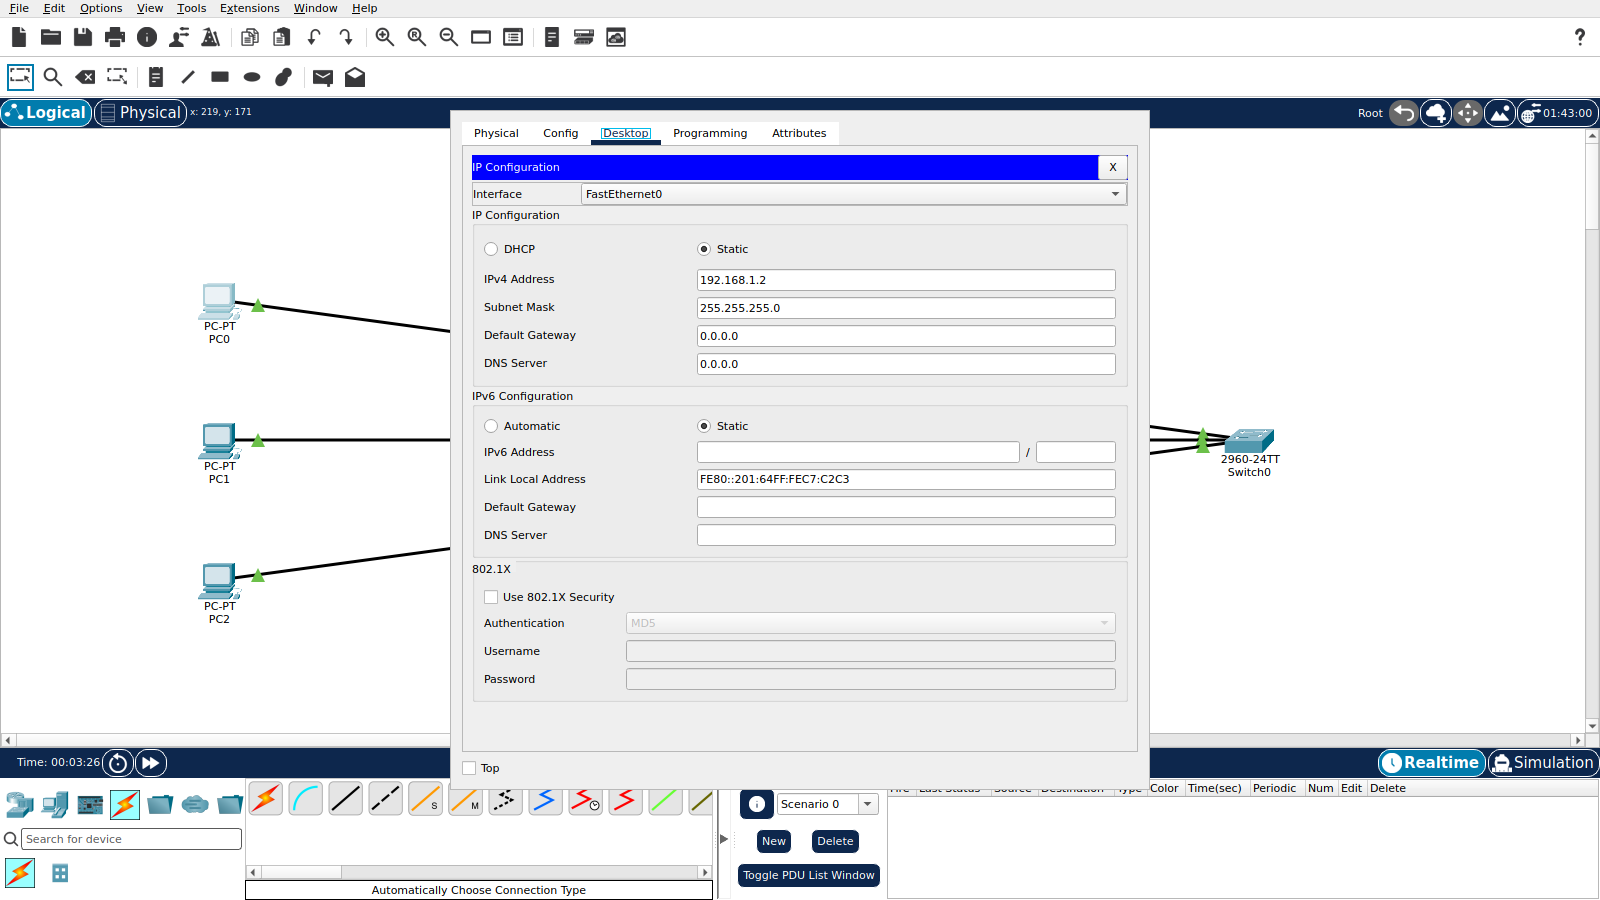 File Edit Options View Tools Extensions Window Help
Logical Physical x: 219, y: 171 Root 01:43:00
Physical Config Desktop Programming Attributes
IP Configuration X
Interface FastEthernet0
IP Configuration
DHCP Static
IPv4 Address 192.168.1.2
Subnet Mask 255.255.255.0
Default Gateway 0.0.0.0
DNS Server 0.0.0.0
IPv6 Configuration
Automatic Static
IPv6 Address /
Link Local Address FE80::201:64FF:FEC7:C2C3
Default Gateway
DNS Server
802.1X
Use 802.1X Security
Authentication MD5
Username
Password
Top
PC-PT
PC0
PC-PT
PC1
PC-PT
PC2
2960-24TT
Switch0
Time: 00:03:26 Realtime Simulation
S M
Search for device
Automatically Choose Connection Type
Scenario 0
New Delete
Toggle PDU List Window
Fire Last Status Source Destination Type Color Time(sec) Periodic Num Edit Delete